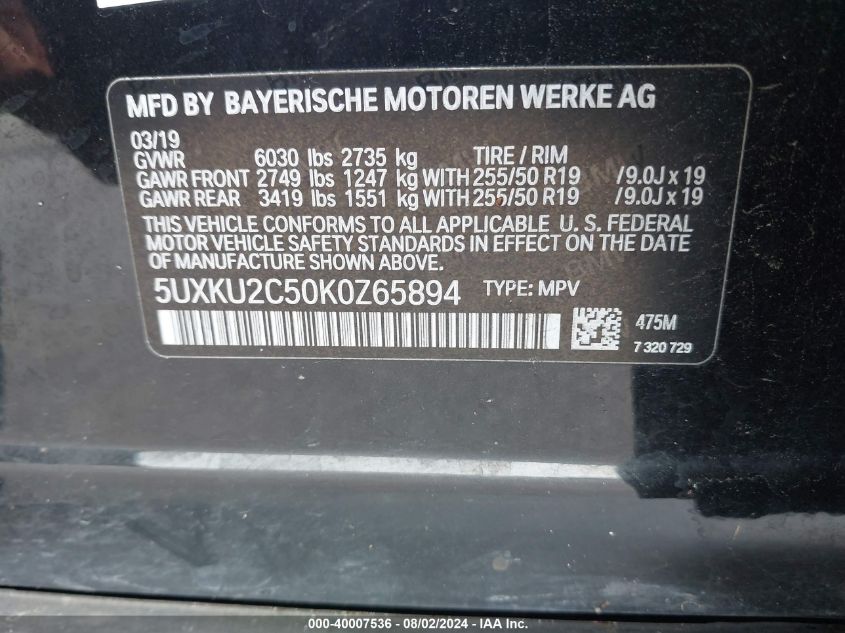 MFD BY BAYERISCHE MOTOREN WERKE AG
03/19
GVWR 6030 lbs 2735 kg TIRE / RIM
GAWR FRONT 2749 lbs 1247 kg WITH 255/50 R19 /9.0J x 19
GAWR REAR 3419 lbs 1551 kg WITH 255/50 R19 /9.0J x 19
THIS VEHICLE CONFORMS TO ALL APPLICABLE U. S. FEDERAL
MOTOR VEHICLE SAFETY STANDARDS IN EFFECT ON THE DATE
OF MANUFACTURE SHOWN ABOVE.
5UXKU2C50K0Z65894 TYPE: MPV
475M
7 320 729
000-40007536 - 08/02/2024 - IAA Inc.